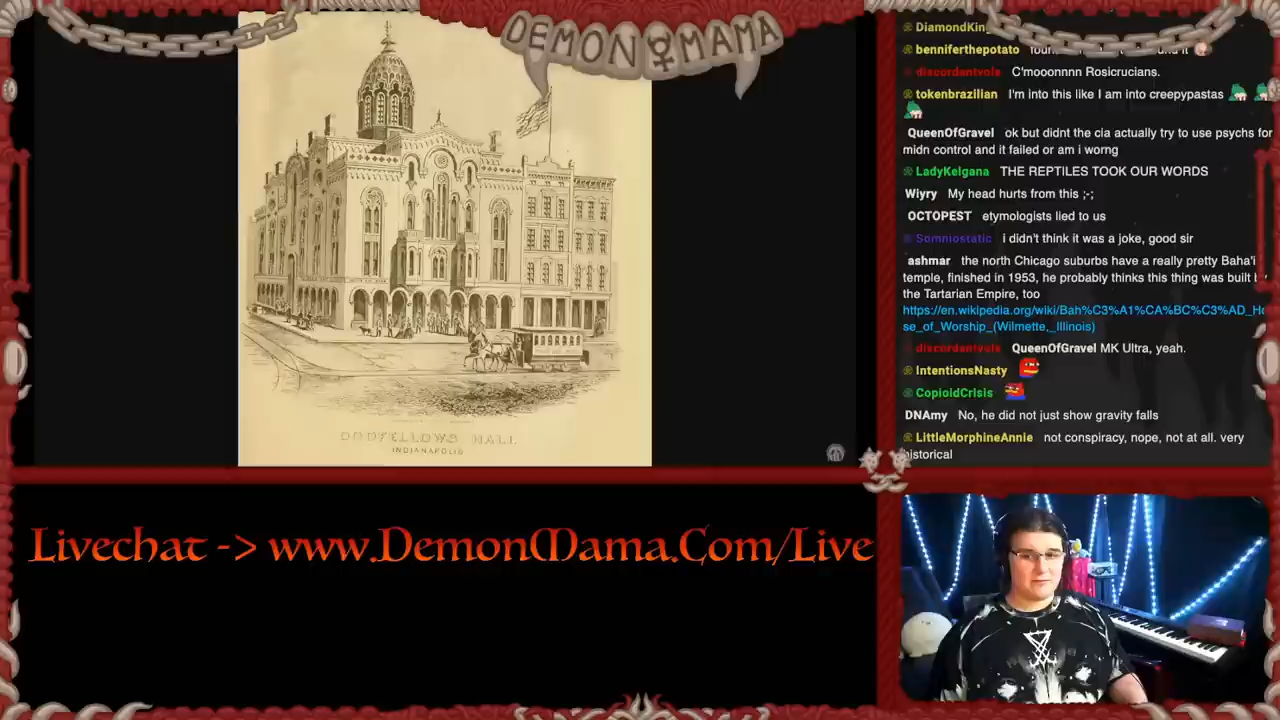 DEMON MAMA
ODDFELLOWS HALL
INDIANAPOLIS
Livechat -> www.DemonMama.Com/Live
DiamondKin
benniferthepotato
discordantvols C'mooonnnn Rosicrucians.
tokenbrazilian I'm into this like I am into creepypastas
QueenOfGravel ok but didnt the cia actually try to use psychs for
midn control and it failed or am i worng
LadyKelgana THE REPTILES TOOK OUR WORDS
Wiyry My head hurts from this ;-;
OCTOPEST etymologists lied to us
Somniostatic i didn't think it was a joke, good sir
ashmar the north Chicago suburbs have a really pretty Baha'i
temple, finished in 1953, he probably thinks this thing was built
the Tartarian Empire, too
https://en.wikipedia.org/wiki/Bah%C3%A1%CA%BC%C3%AD_Ho
se_of_Worship_(Wilmette,_Illinois)
discordantvols QueenOfGravel MK Ultra, yeah.
IntentionsNasty
CopioidCrisis
DNAmy No, he did not just show gravity falls
LittleMorphineAnnie not conspiracy, nope, not at all. very
historical